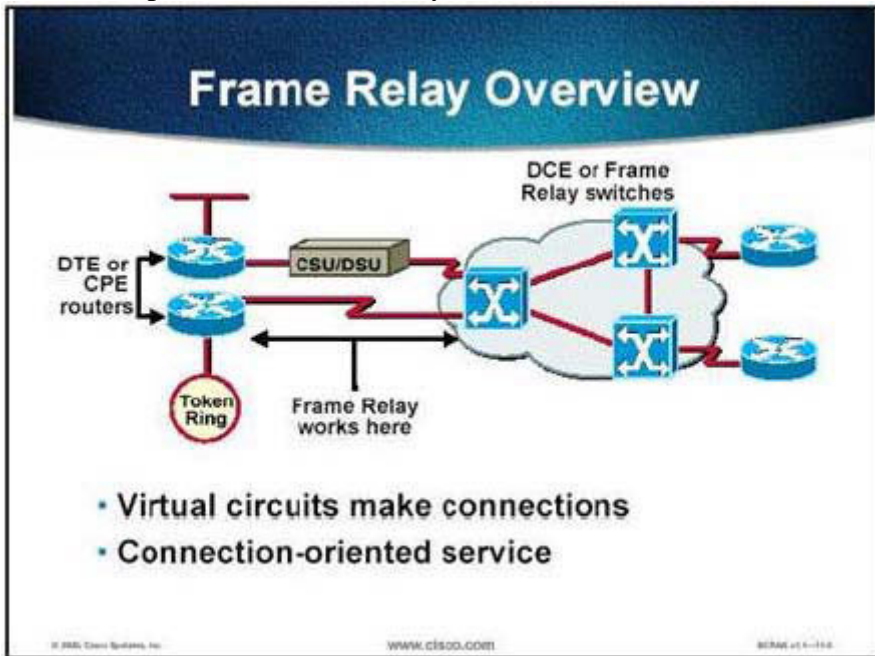 Frame Relay Overview
DCE or Frame
Relay switches
DTE or
CPE
routers
CSU/DSU
Token
Ring
Frame Relay
works here
• Virtual circuits make connections
• Connection-oriented service
www.cisco.com